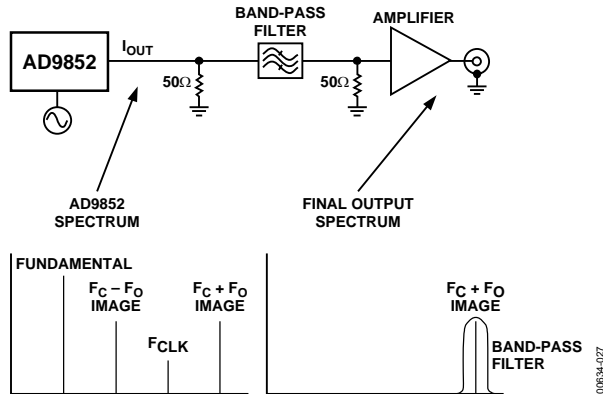 BAND-PASS
FILTER
AMPLIFIER
AD9852
IOUT
50Ω
50Ω
AD9852
SPECTRUM
FINAL OUTPUT
SPECTRUM
FUNDAMENTAL
FC – FO
IMAGE
FCLK
FC + FO
IMAGE
FC + FO
IMAGE
BAND-PASS
FILTER
00634-027